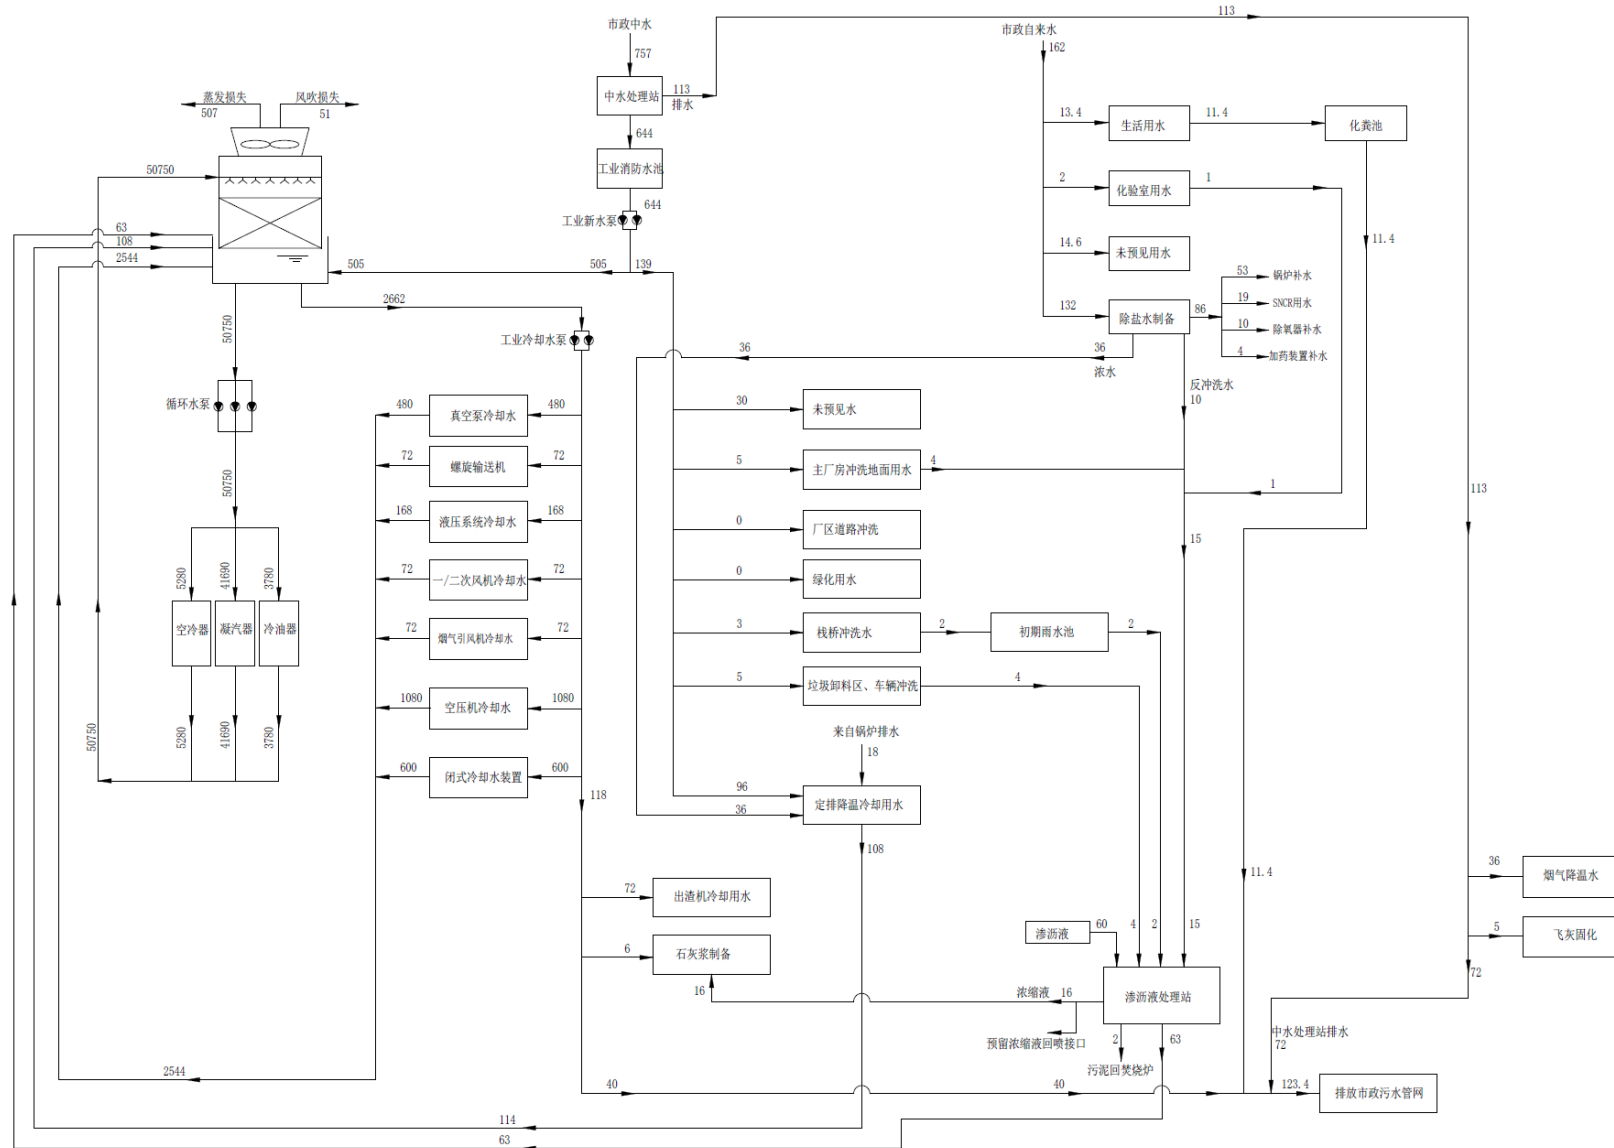 市政中水
757
中水处理站
113
排水
113
644
工业消防水池
644
工业新水泵
505
139
505
市政自来水
162
13.4
生活用水
11.4
化粪池
2
化验室用水
1
11.4
14.6
未预见用水
132
除盐水制备
86
53
锅炉补水
19
SNCR用水
10
除氧器补水
4
加药装置补水
36
浓水
36
反冲洗水
10
蒸发损失
507
风吹损失
51
50750
63
108
2544
2662
工业冷却水泵
50750
循环水泵
50750
5280
41690
3780
空冷器
凝汽器
冷油器
5280
41690
3780
50750
480
真空泵冷却水
480
72
螺旋输送机
72
168
液压系统冷却水
168
72
一/二次风机冷却水
72
72
烟气引风机冷却水
72
1080
空压机冷却水
1080
600
闭式冷却水装置
600
118
30
未预见水
5
主厂房冲洗地面用水
4
1
0
厂区道路冲洗
15
0
绿化用水
3
栈桥冲洗水
2
初期雨水池
2
5
垃圾卸料区、车辆冲洗
4
来自锅炉排水
18
96
定排降温冷却用水
36
108
113
72
出渣机冷却用水
6
石灰浆制备
16
11.4
36
烟气降温水
5
飞灰固化
72
渗沥液
60
4
2
15
渗沥液处理站
浓缩液
16
预留浓缩液回喷接口
2
污泥回焚烧炉
63
中水处理站排水
72
2544
40
40
123.4
排放市政污水管网
114
63